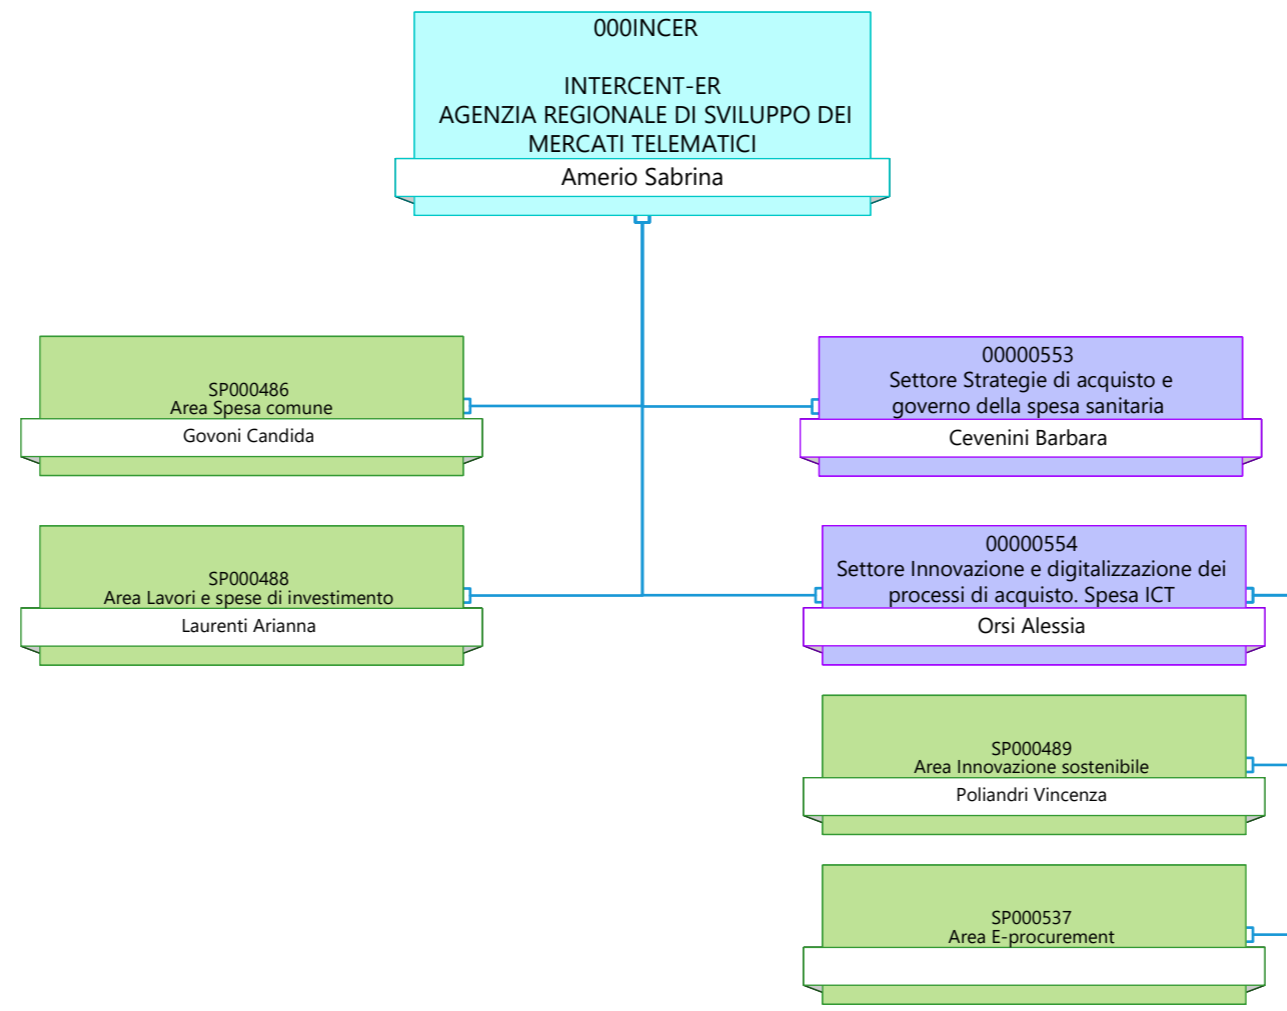 000INCER
INTERCENT-ER
AGENZIA REGIONALE DI SVILUPPO DEI
MERCATI TELEMATICI
Amerio Sabrina
SP000486
Area Spesa comune
Govoni Candida
00000553
Settore Strategie di acquisto e
governo della spesa sanitaria
Cevenini Barbara
SP000488
Area Lavori e spese di investimento
Laurenti Arianna
00000554
Settore Innovazione e digitalizzazione dei
processi di acquisto. Spesa ICT
Orsi Alessia
SP000489
Area Innovazione sostenibile
Poliandri Vincenza
SP000537
Area E-procurement